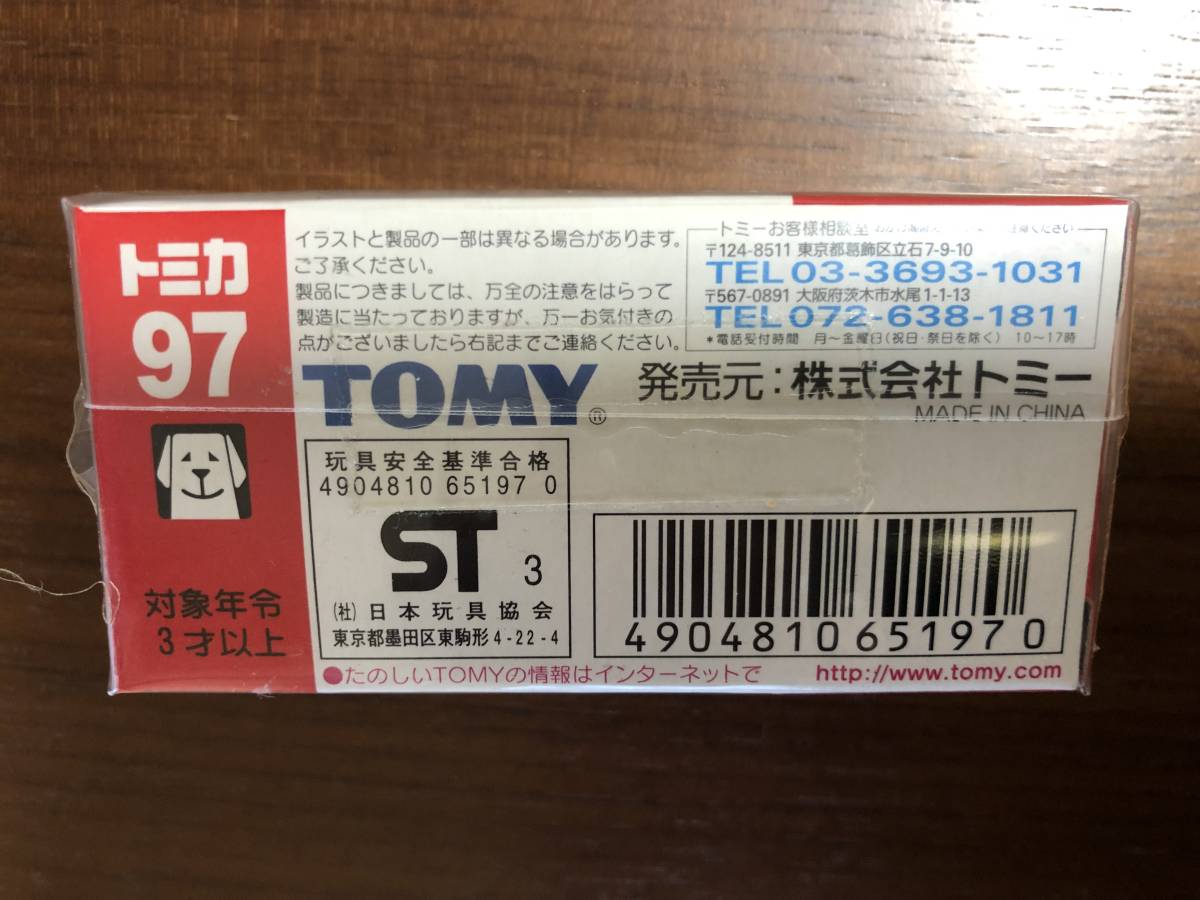 トミカ
97
対象年令
3才以上
イラストと製品の一部は異なる場合があります。
ご了承ください。
製品につきましては、万全の注意をはらって
製造に当たっておりますが、万一お気付きの
点がございましたら右記までご連絡ください。
トミーお客様相談室
〒124-8511 東京都葛飾区立石7-9-10
TEL03-3693-1031
〒567-0891 大阪府茨木市水尾1-1-13
TEL072-638-1811
*電話受付時間 月〜金曜日(祝日・祭日を除く) 10〜17時
TOMY®
発売元:株式会社トミー
MADE IN CHINA
玩具安全基準合格
4904810 65197 0
ST 3
(社)日本玩具協会
東京都墨田区東駒形4-22-4
4904810651970
●たのしいTOMYの情報はインターネットで http://www.tomy.com